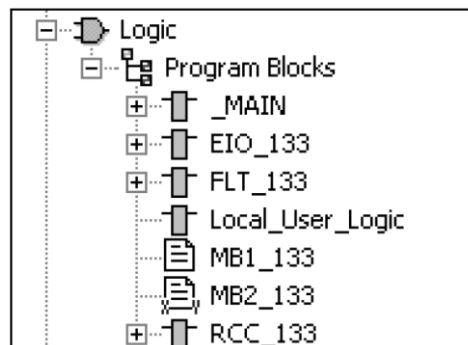 Logic
Program Blocks
_MAIN
EIO_133
FLT_133
Local_User_Logic
MB1_133
MB2_133
RCC_133